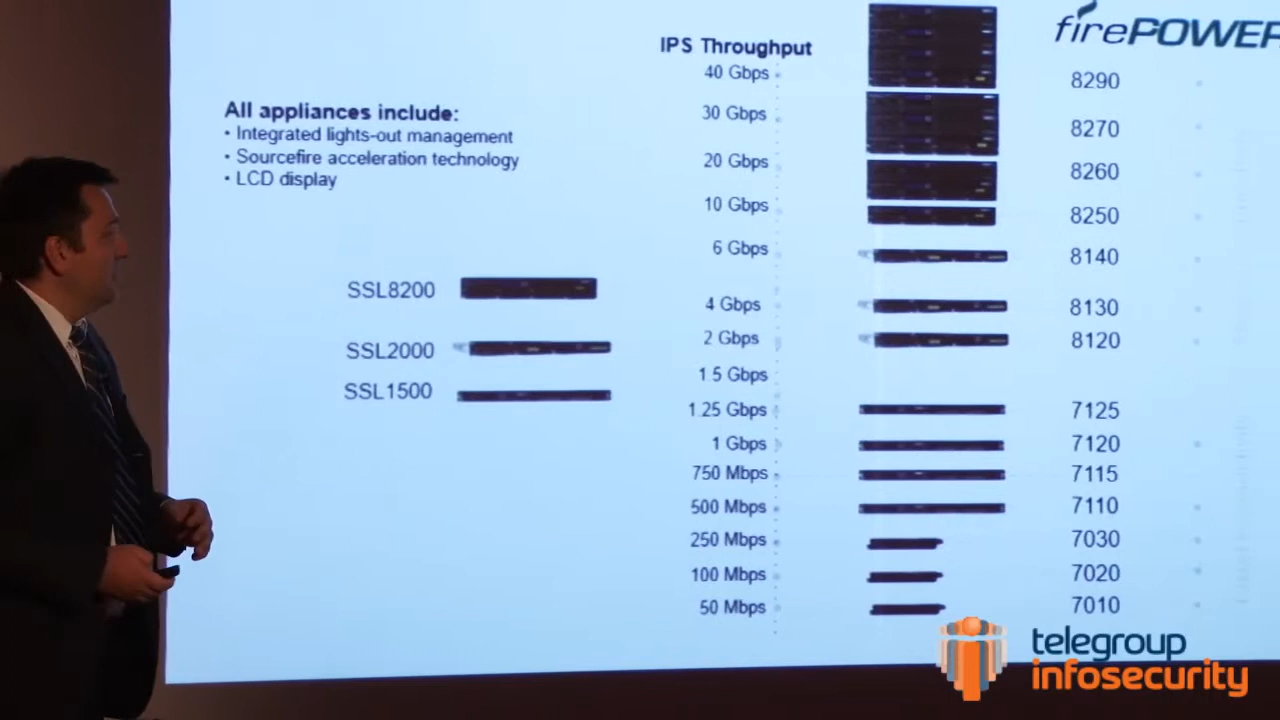 firePOWER
IPS Throughput
40 Gbps 8290
All appliances include:
• Integrated lights-out management
• Sourcefire acceleration technology
• LCD display
30 Gbps 8270
20 Gbps 8260
10 Gbps 8250
6 Gbps 8140
SSL8200
4 Gbps 8130
SSL2000
2 Gbps 8120
1.5 Gbps
SSL1500
1.25 Gbps 7125
1 Gbps 7120
750 Mbps 7115
500 Mbps 7110
250 Mbps 7030
100 Mbps 7020
50 Mbps 7010
telegroup
infosecurity